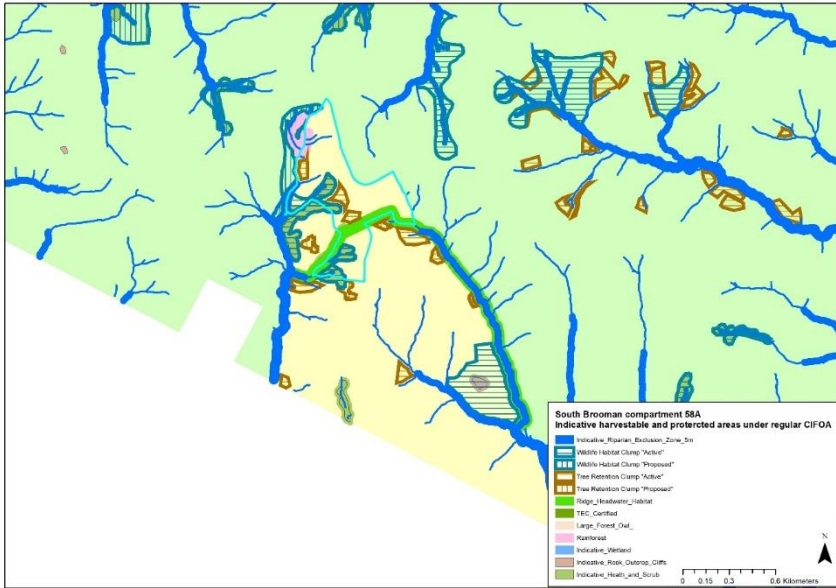 South Brooman compartment 58A
Indicative harvestable and protercted areas under regular CIFOA
Indicative_Riparian_Exclusion_Zone_5m
Wildlife Habitat Clump "Active"
Wildlife Habitat Clump "Proposed"
Tree Retention Clump "Active"
Tree Retention Clump "Proposed"
Ridge_Headwater_Habitat
TEC_Certified
Large_Forest_Owl_
Rainforest
Indicative_Wetland
Indicative_Rock_Outcrop_Cliffs
Indicative_Heath_and_Scrub
N
0 0.15 0.3 0.6 Kilometers